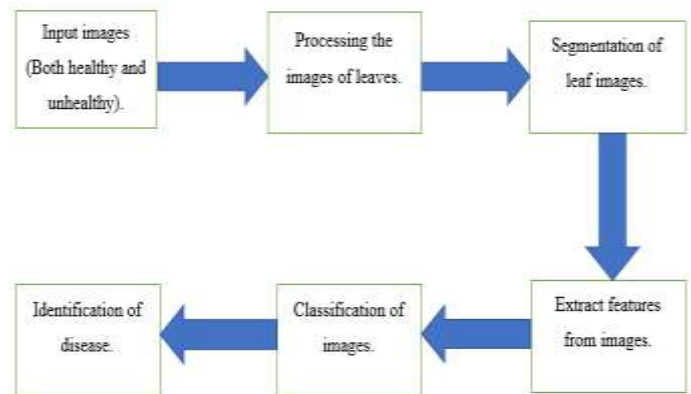 Input images
(Both healthy and
unhealthy).
Processing the
images of leaves.
Segmentation of
leaf images.
Extract features
from images.
Classification of
images.
Identification of
disease.